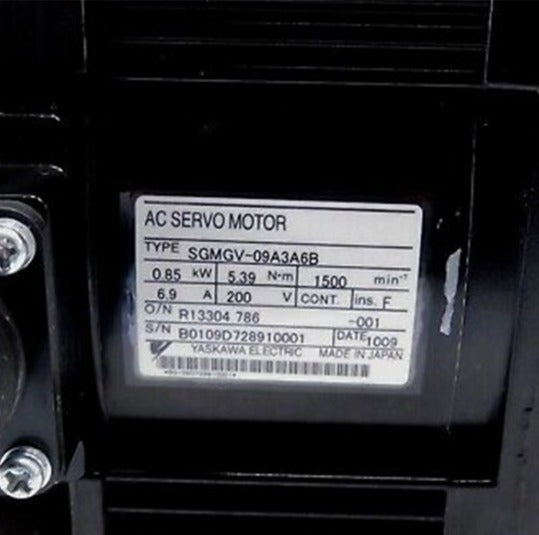 AC SERVO MOTOR
TYPE SGMGV-09A3A6B
0.85 kW 5.39 N·m 1500 min⁻¹
6.9 A 200 V CONT. ins. F
O/N R13304 786 -001
S/N B0109D728910001 DATE 1009
YASKAWA ELECTRIC MADE IN JAPAN